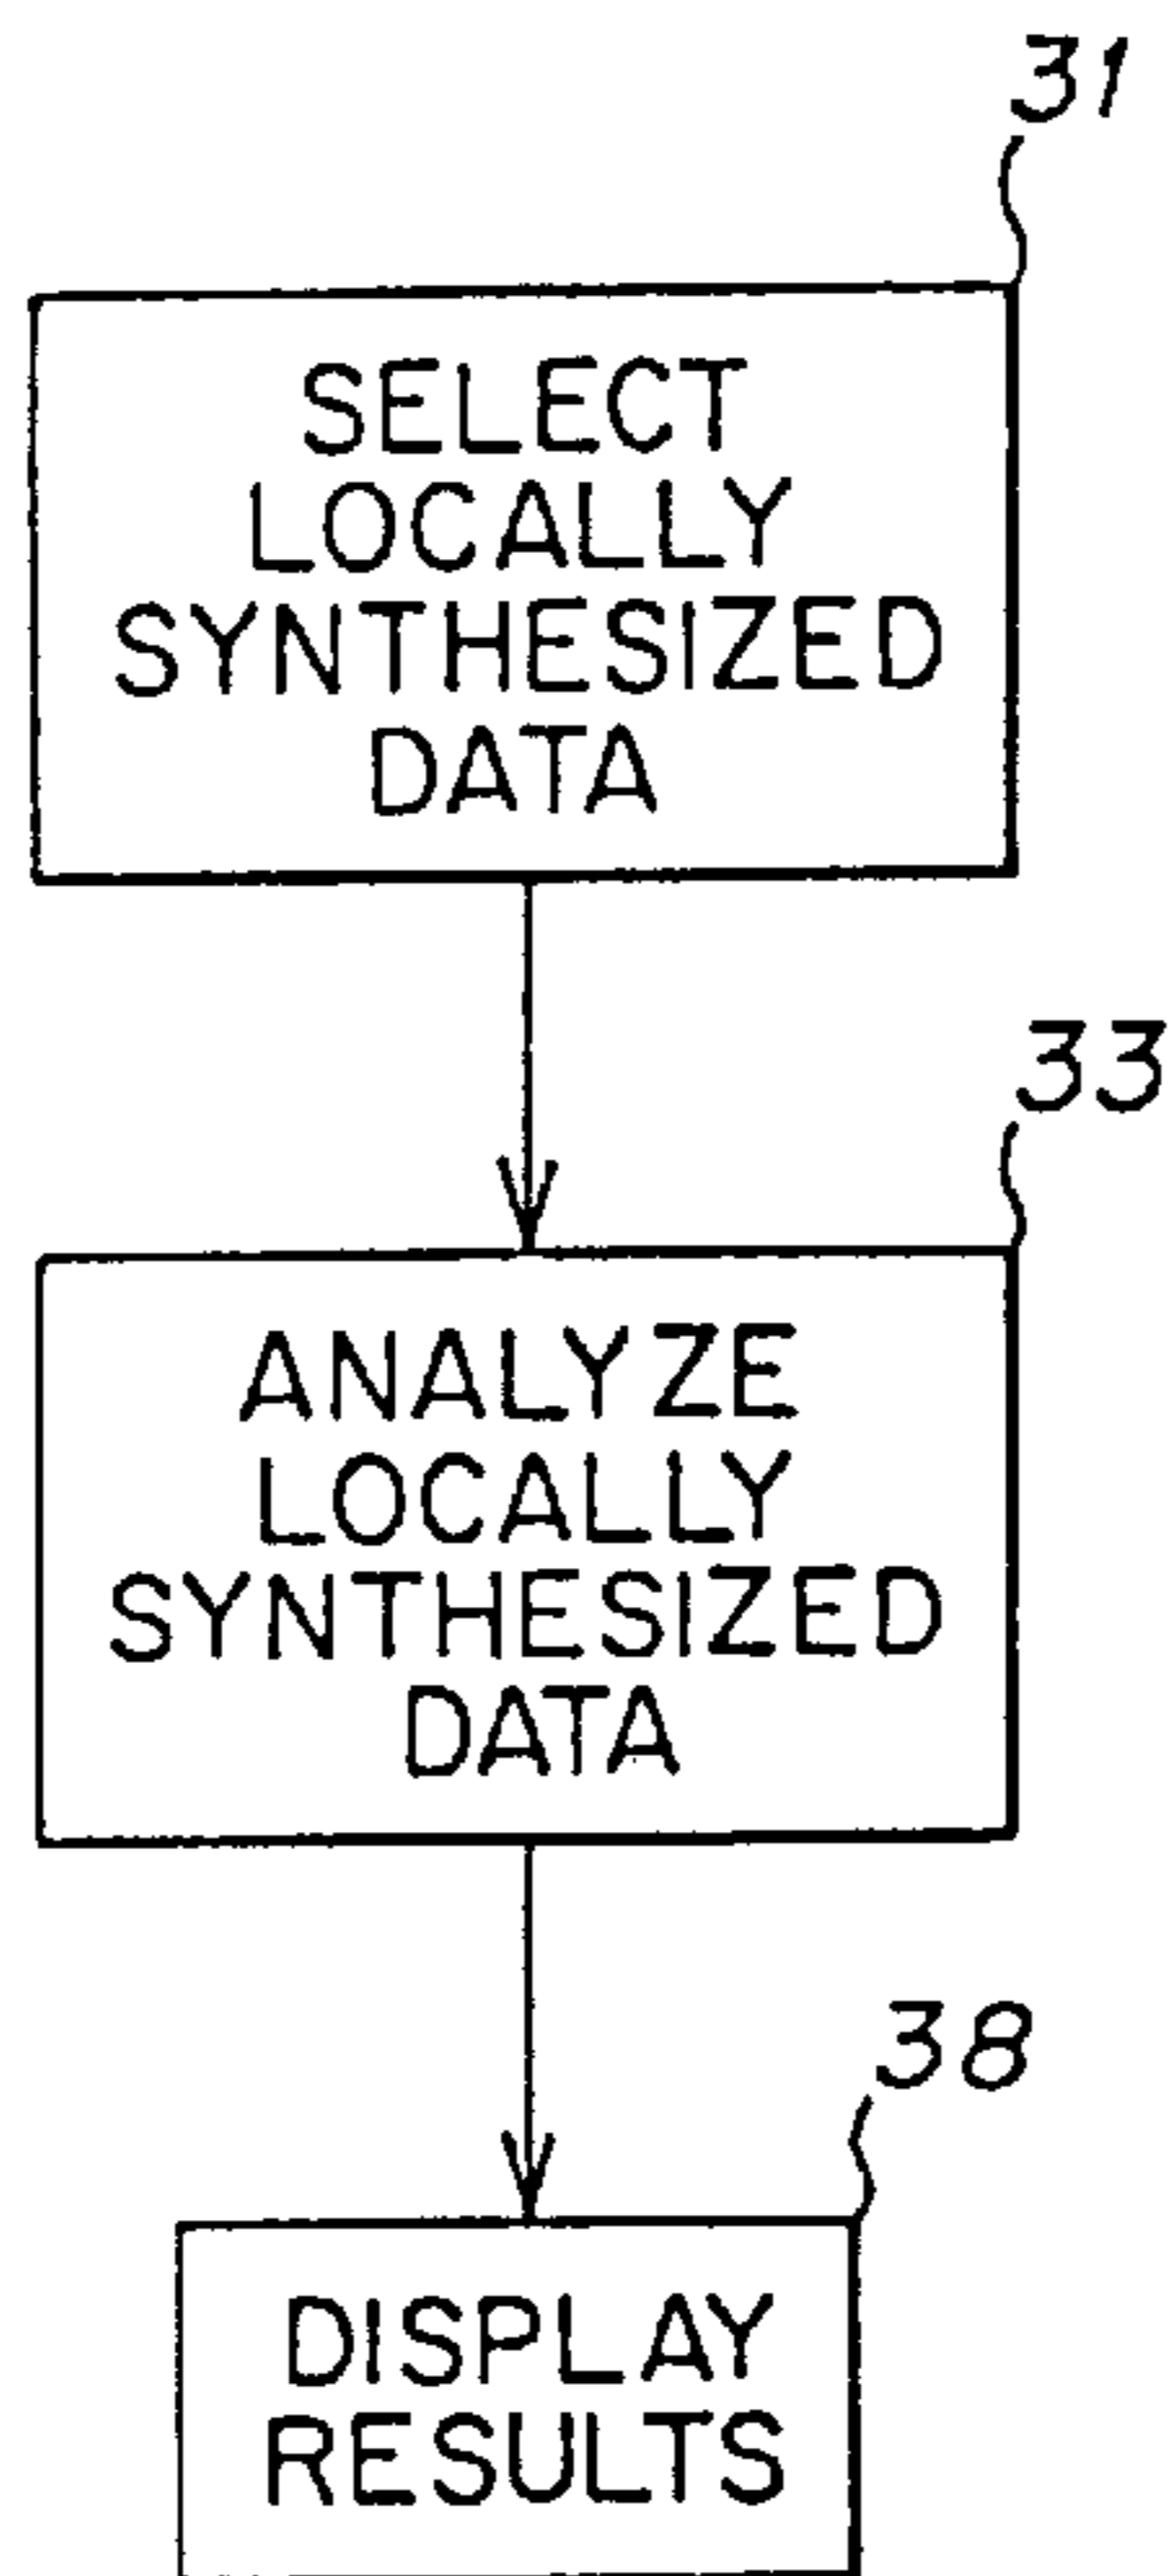 31
SELECT
LOCALLY
SYNTHESIZED
DATA
33
ANALYZE
LOCALLY
SYNTHESIZED
DATA
38
DISPLAY
RESULTS